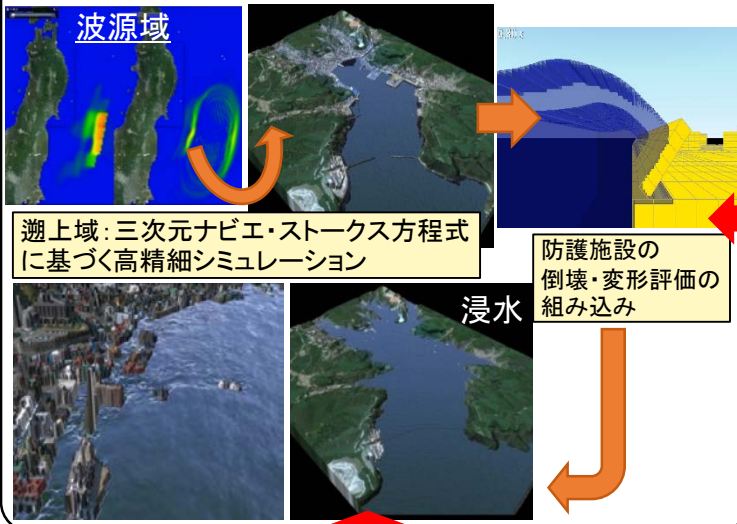 波源域
遡上域：三次元ナビエ・ストークス方程式
に基づく高精細シミュレーション
防護施設の
倒壊・変形評価の
組み込み
浸水